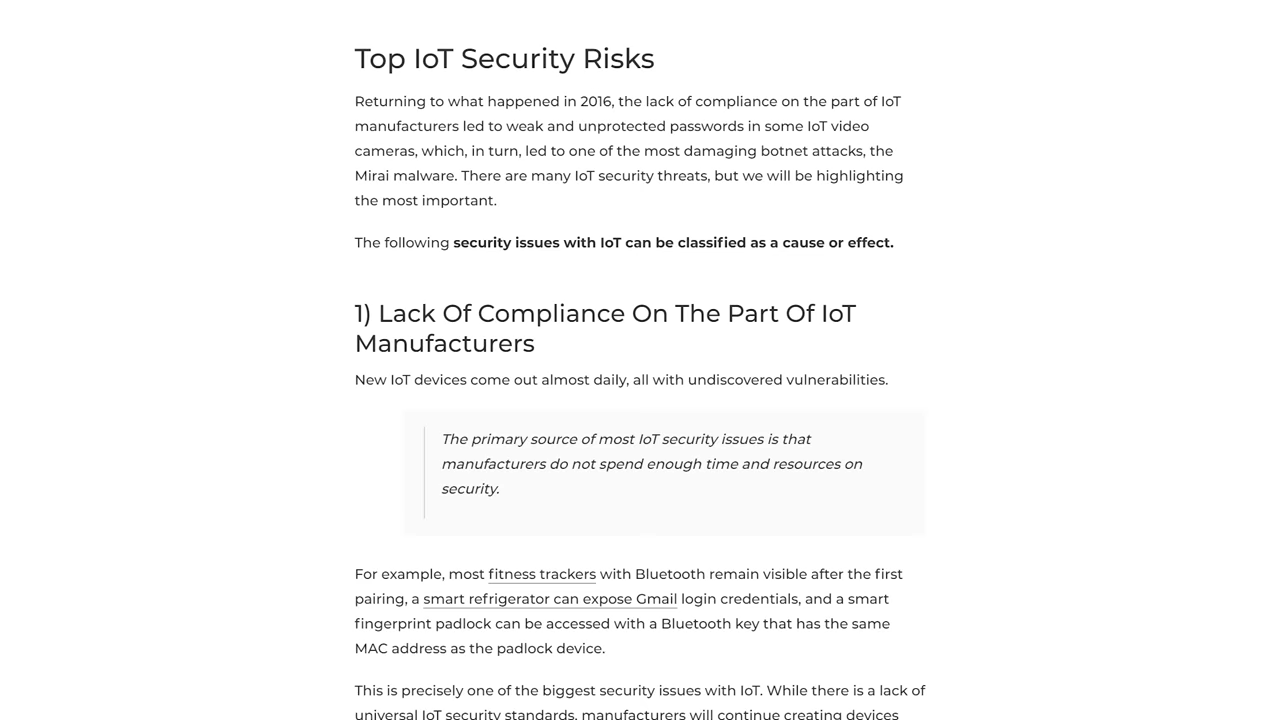 Top IoT Security Risks
Returning to what happened in 2016, the lack of compliance on the part of IoT
manufacturers led to weak and unprotected passwords in some IoT video
cameras, which, in turn, led to one of the most damaging botnet attacks, the
Mirai malware. There are many IoT security threats, but we will be highlighting
the most important.
The following security issues with IoT can be classified as a cause or effect.
1) Lack Of Compliance On The Part Of IoT
Manufacturers
New IoT devices come out almost daily, all with undiscovered vulnerabilities.
The primary source of most IoT security issues is that
manufacturers do not spend enough time and resources on
security.
For example, most fitness trackers with Bluetooth remain visible after the first
pairing, a smart refrigerator can expose Gmail login credentials, and a smart
fingerprint padlock can be accessed with a Bluetooth key that has the same
MAC address as the padlock device.
This is precisely one of the biggest security issues with IoT. While there is a lack of
universal IoT security standards, manufacturers will continue creating devices